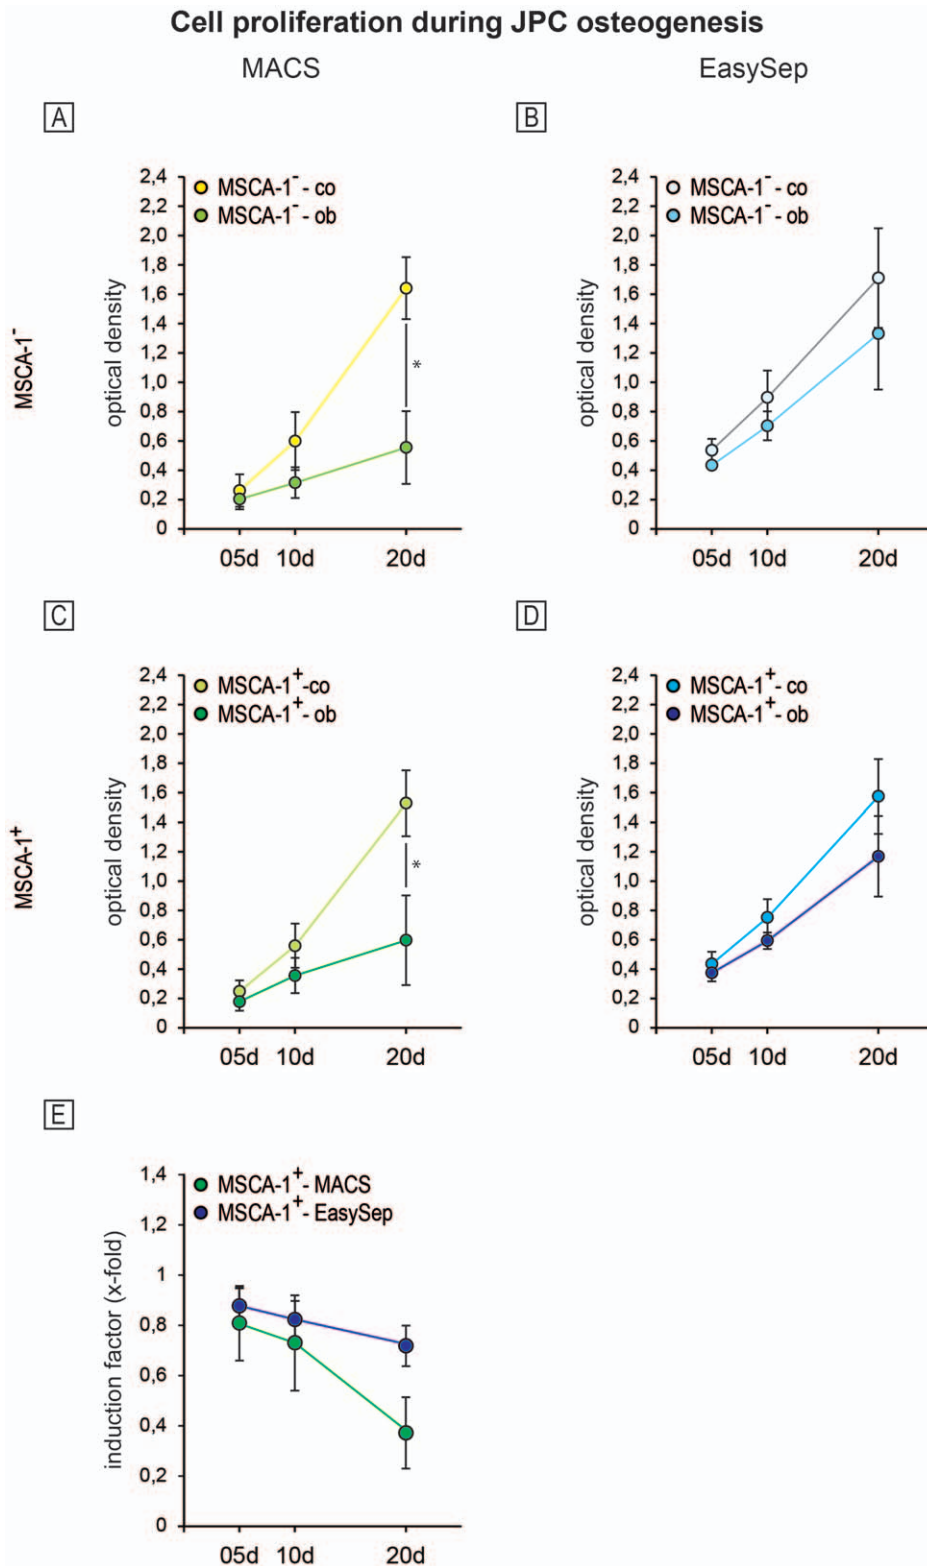 Cell proliferation during JPC osteogenesis
MACS
EasySep
A
B
MSCA-1⁻
optical density
2,4
2,2
2,0
1,8
1,6
1,4
1,2
1,0
0,8
0,6
0,4
0,2
0
MSCA-1⁻ - co
MSCA-1⁻ - ob
*
05d 10d 20d
optical density
2,4
2,2
2,0
1,8
1,6
1,4
1,2
1,0
0,8
0,6
0,4
0,2
0
MSCA-1⁻ - co
MSCA-1⁻ - ob
05d 10d 20d
C
D
MSCA-1⁺
optical density
2,4
2,2
2,0
1,8
1,6
1,4
1,2
1,0
0,8
0,6
0,4
0,2
0
MSCA-1⁺-co
MSCA-1⁺- ob
*
05d 10d 20d
optical density
2,4
2,2
2,0
1,8
1,6
1,4
1,2
1,0
0,8
0,6
0,4
0,2
0
MSCA-1⁺ - co
MSCA-1⁺ - ob
05d 10d 20d
E
induction factor (x-fold)
1,4
1,2
1
0,8
0,6
0,4
0,2
0
MSCA-1⁺- MACS
MSCA-1⁺- EasySep
05d 10d 20d